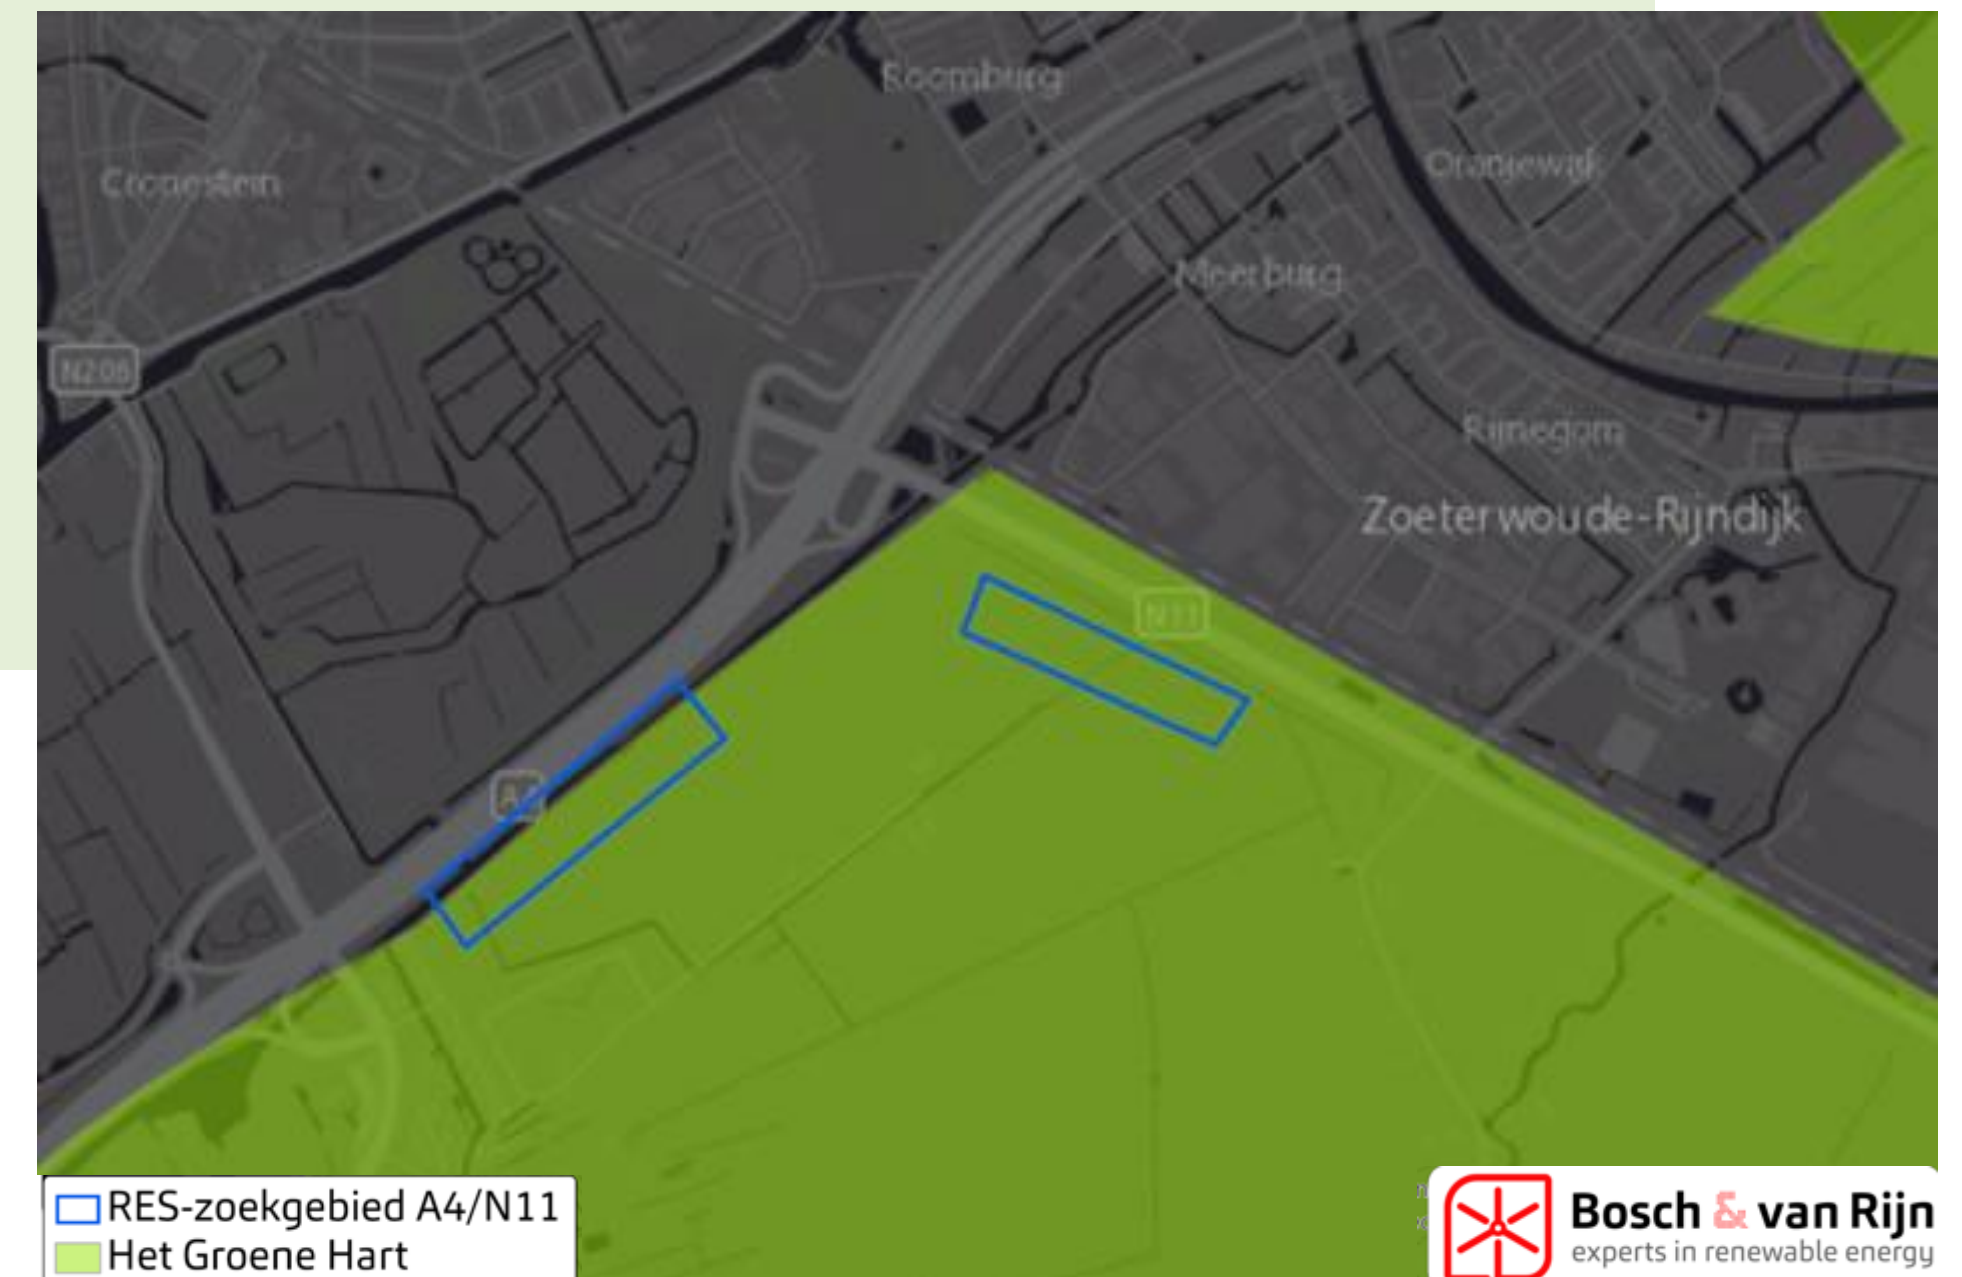 Roomburg
Cronestein
Oranjewijk
Meerburg
N206
Rijnegom
Zoeterwoude-Rijndijk
N11
A4
RES-zoekgebied A4/N11
Het Groene Hart
Bosch & van Rijn
experts in renewable energy